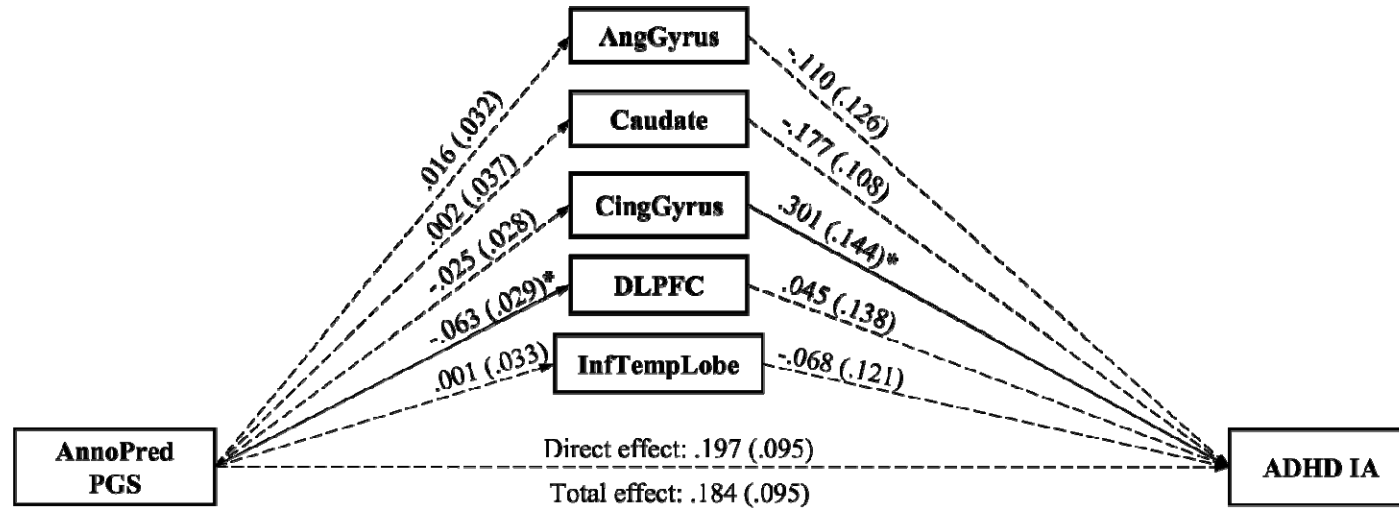 AngGyrus
-.110 (.126)
.016 (.032)
Caudate
-.177 (.108)
.002 (.037)
CingGyrus
.301 (.144)*
-.025 (.028)
DLPFC
.045 (.138)
-.063 (.029)*
InfTempLobe
-.068 (.121)
.001 (.033)
AnnoPred
PGS
Direct effect: .197 (.095)
Total effect: .184 (.095)
ADHD IA